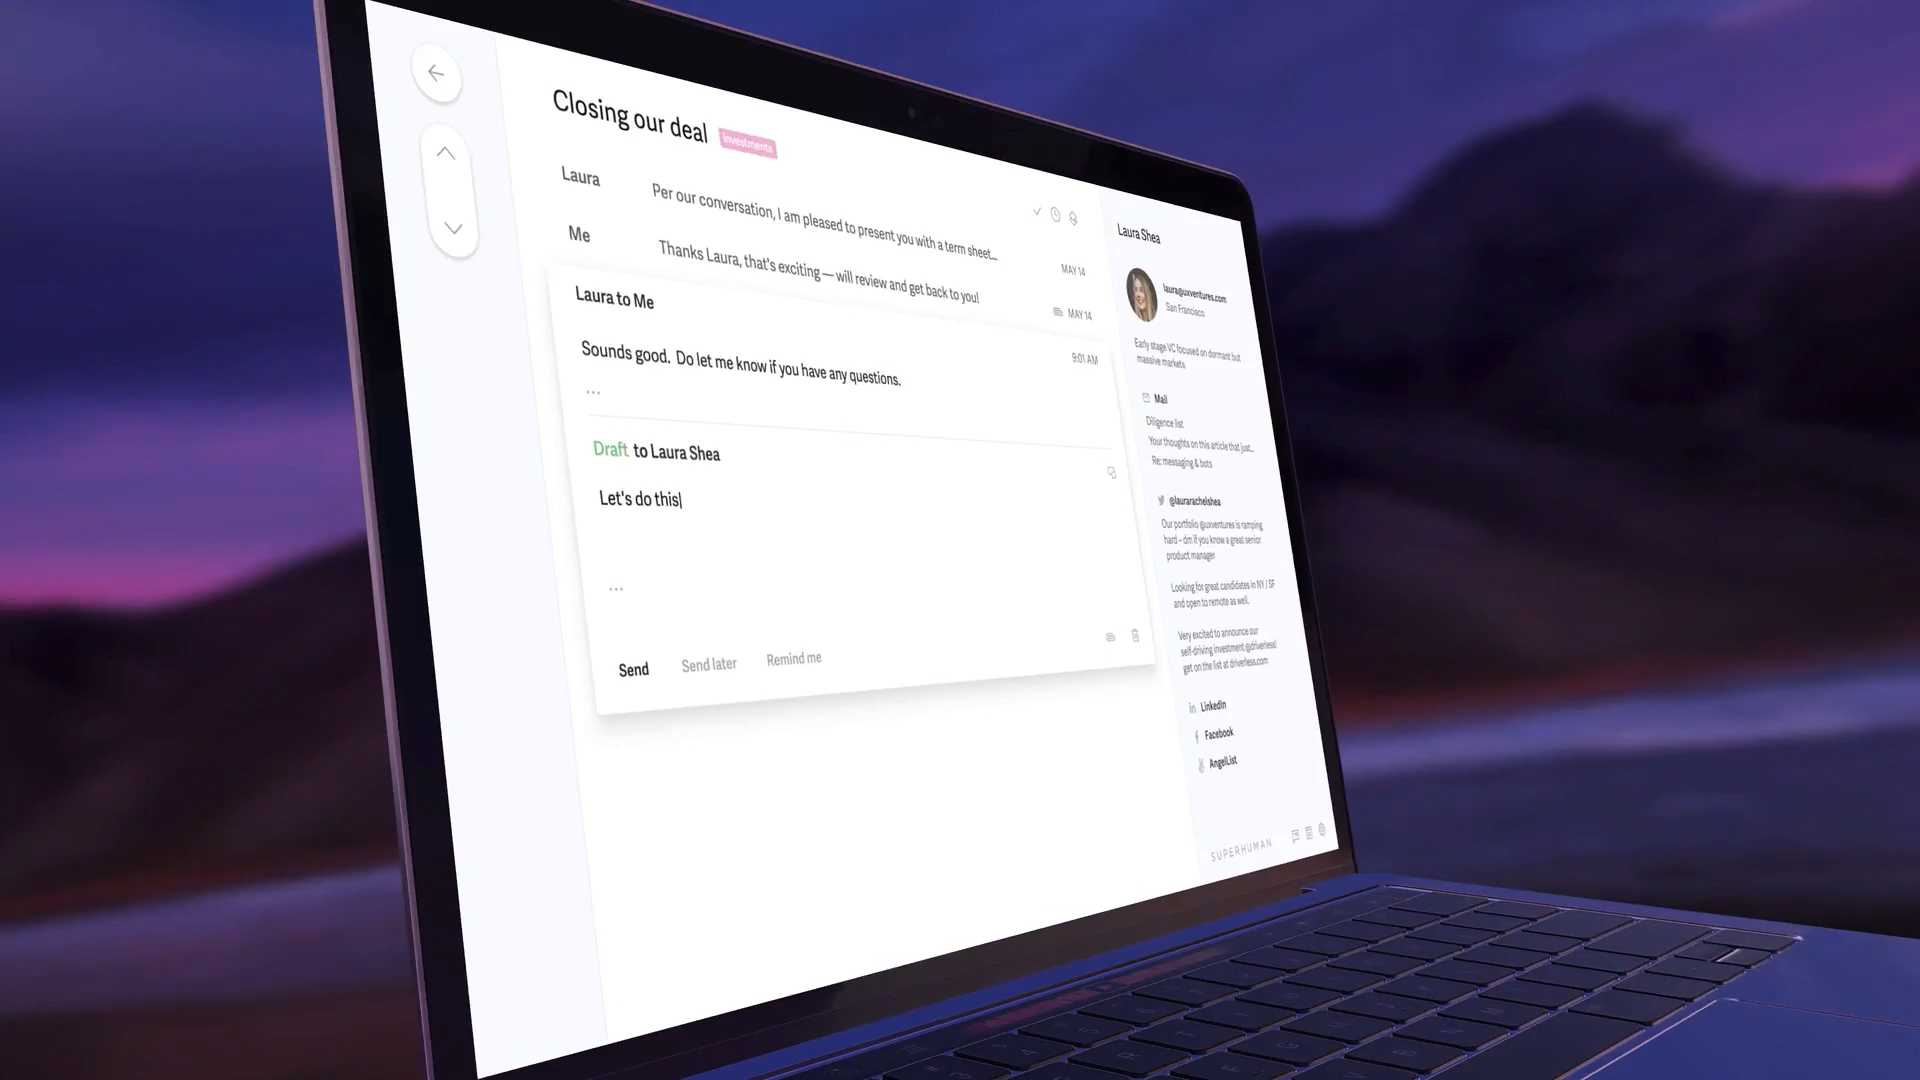 Closing our deal
investments
Laura
Per our conversation, I am pleased to present you with a term sheet...
MAY 14
Me
Thanks Laura, that's exciting — will review and get back to you!
MAY 14
Laura to Me
9:01 AM
Sounds good. Do let me know if you have any questions.
...
Draft to Laura Shea
Let's do this
...
Send
Send later
Remind me
Laura Shea
laura@uxventures.com
San Francisco
Early stage VC focused on dormant but
massive markets
Mail
Diligence list
Your thoughts on this article that just...
Re: messaging & bots
@laurarachelshea
Our portfolio @uxventures is ramping
hard - dm if you know a great senior
product manager
Looking for great candidates in NY / SF
and open to remote as well.
Very excited to announce our
self-driving investment @driverless!
get on the list at driverless.com
LinkedIn
Facebook
AngelList
SUPERHUMAN